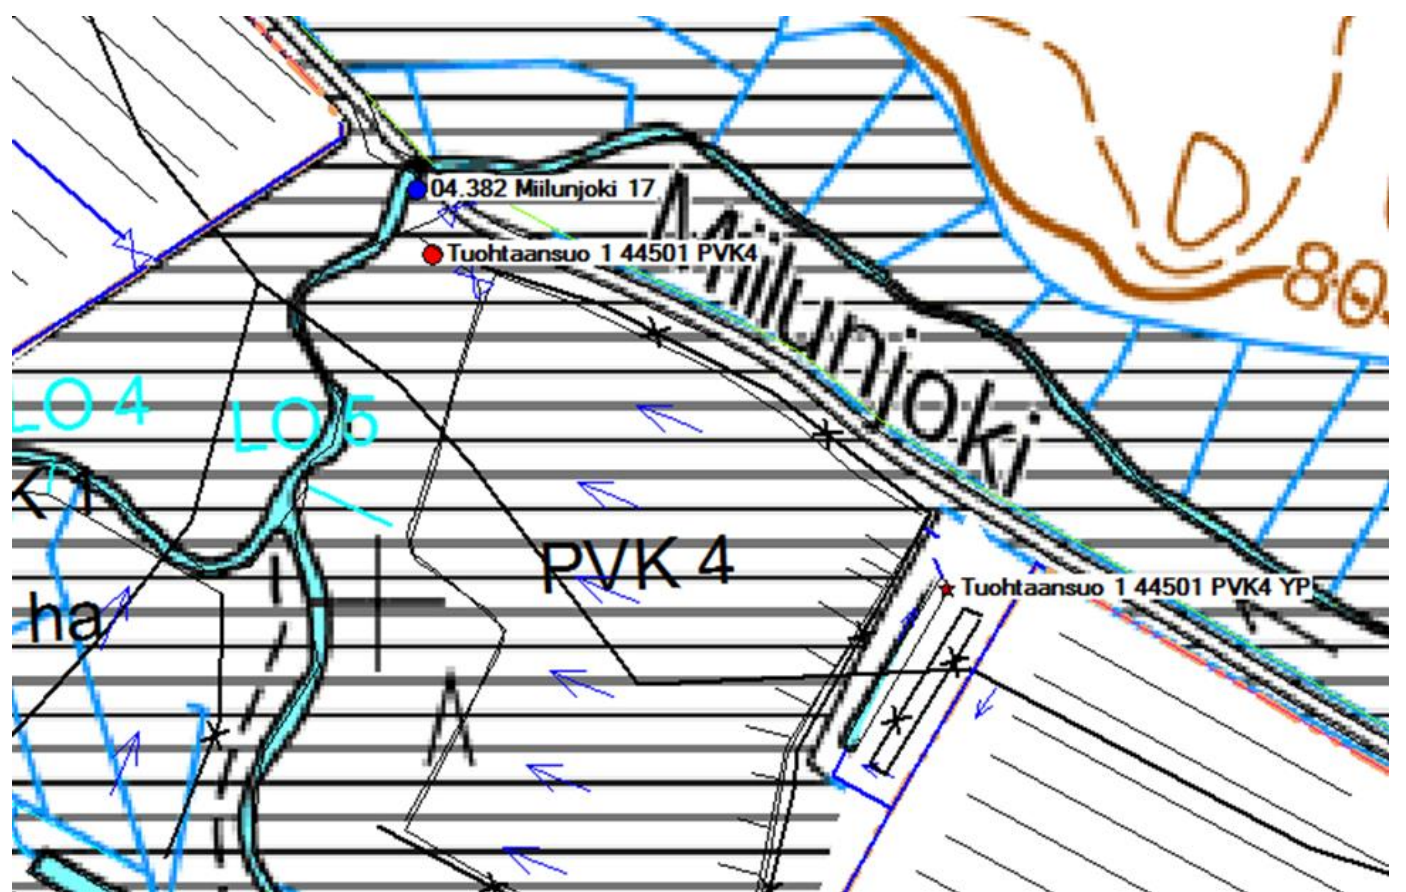 04.382 Miilunjoki 17
Tuohtaansuo 1 44501 PVK4
Miilunjoki
80
LO 4
LO 5
K 1
PVK 4
Tuohtaansuo 1 44501 PVK4 YP
ha